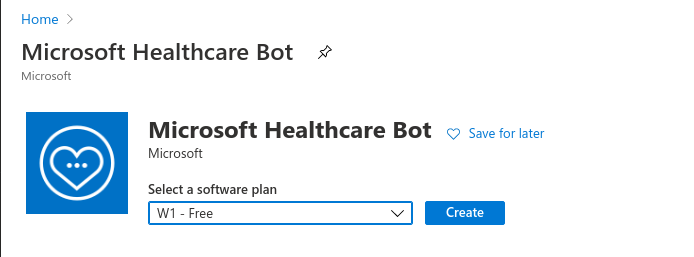 Home
Microsoft Healthcare Bot
Microsoft
Microsoft Healthcare Bot
Save for later
Microsoft
Select a software plan
W1 - Free
Create